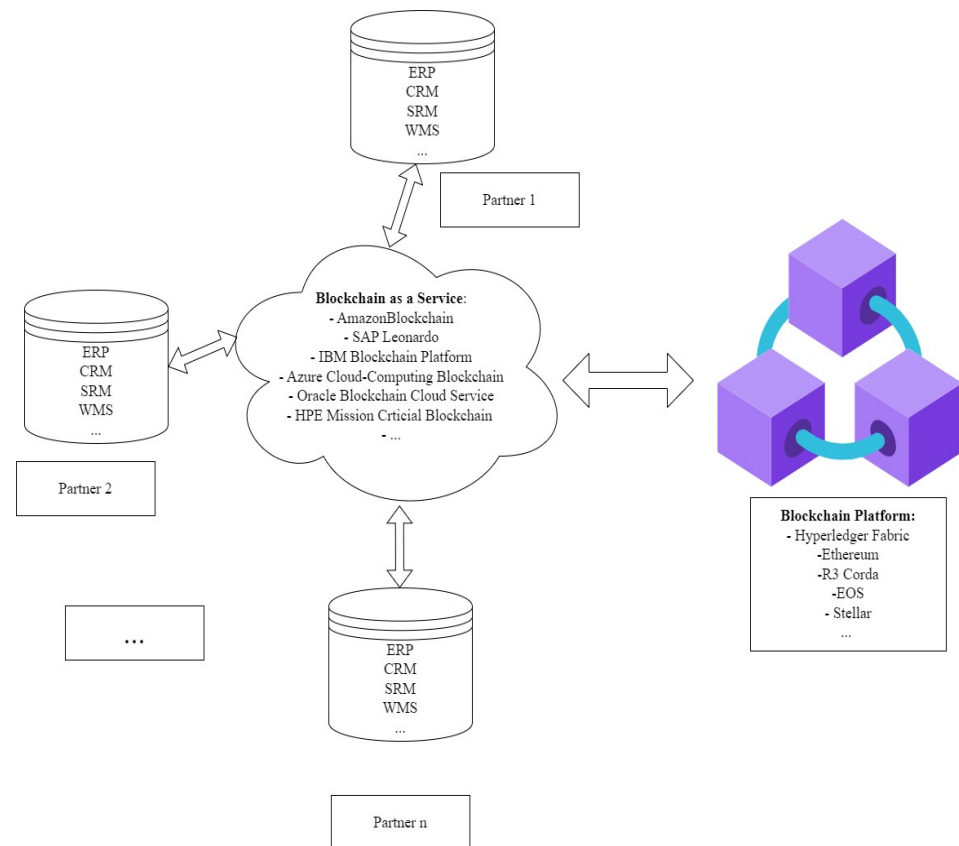 ERP
CRM
SRM
WMS
...
Partner 1
Blockchain as a Service:
- AmazonBlockchain
- SAP Leonardo
- IBM Blockchain Platform
- Azure Cloud-Computing Blockchain
- Oracle Blockchain Cloud Service
- HPE Mission Crticial Blockchain
- ...
ERP
CRM
SRM
WMS
...
Partner 2
Blockchain Platform:
- Hyperledger Fabric
-Ethereum
-R3 Corda
-EOS
- Stellar
...
...
ERP
CRM
SRM
WMS
...
Partner n